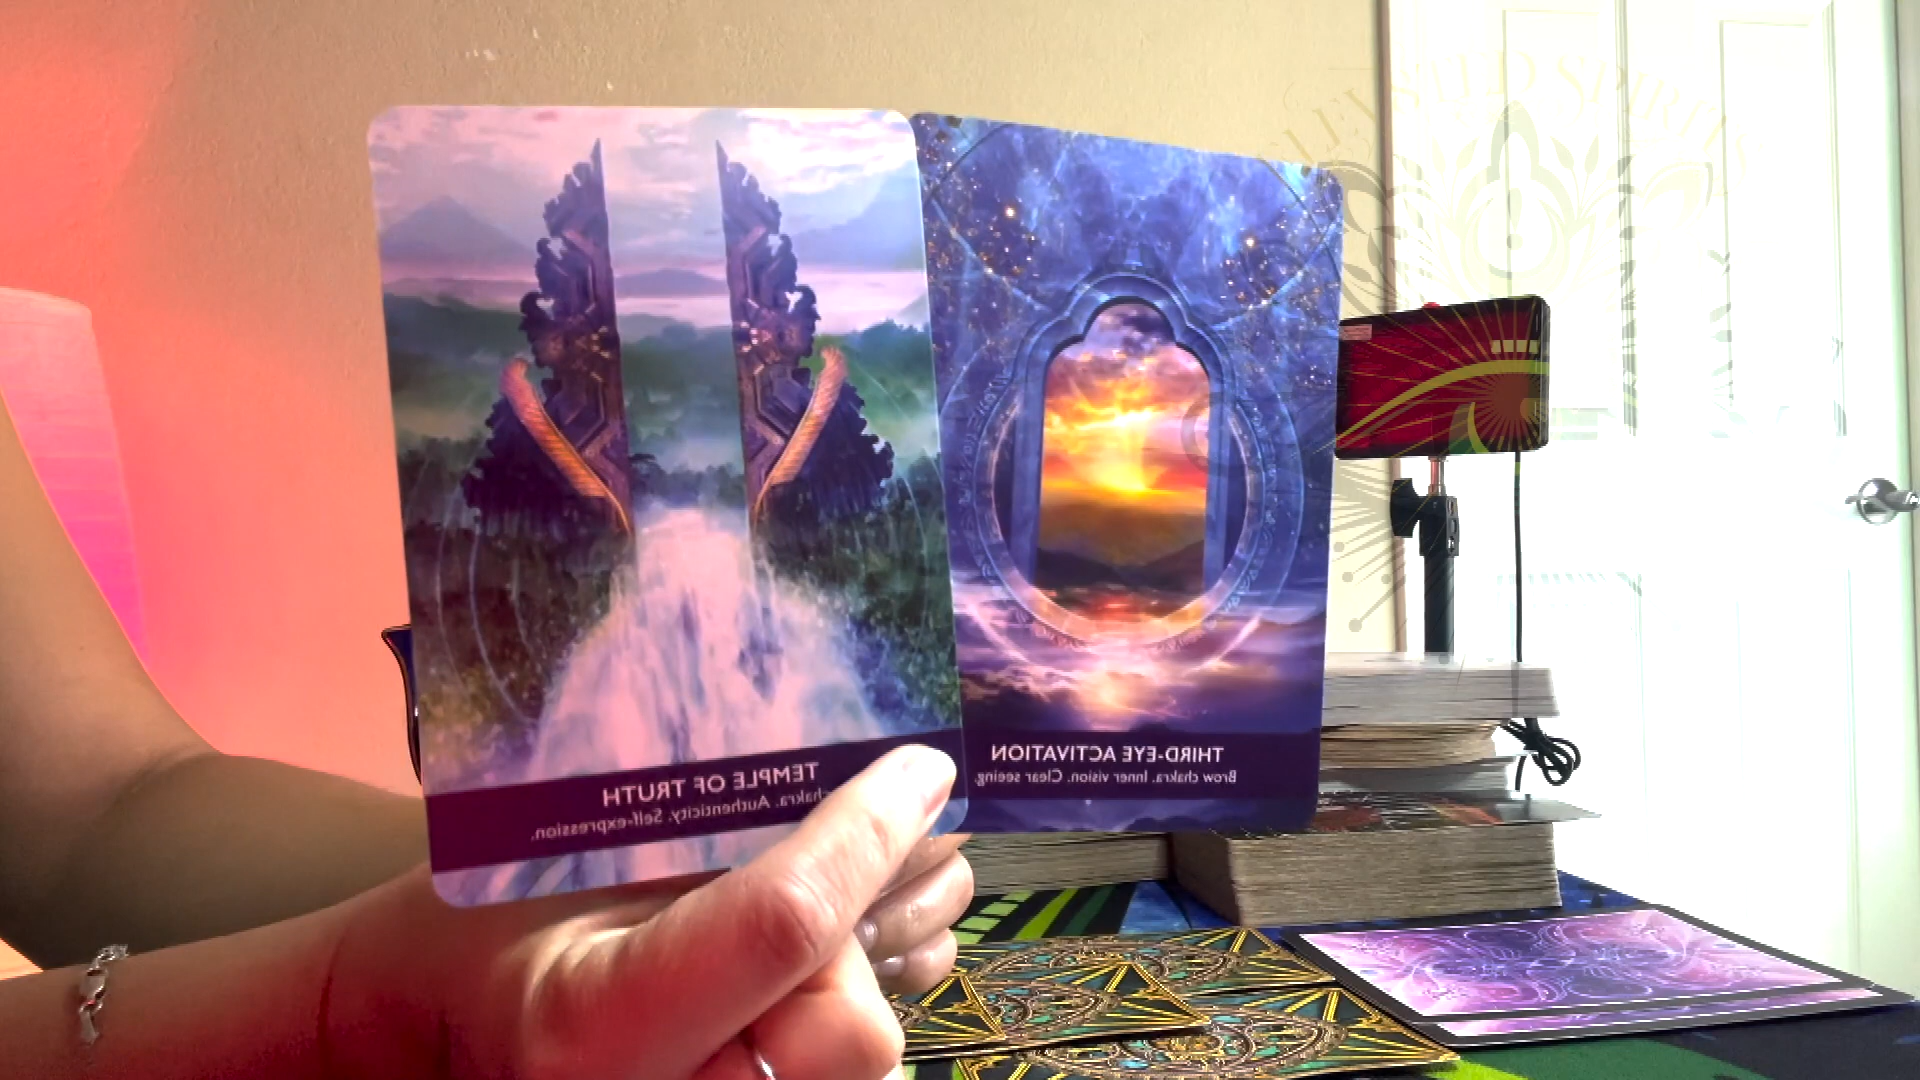 TEMPLE OF TRUTH
chakra. Authenticity. Self-expression.
THIRD-EYE ACTIVATION
Brow chakra. Inner vision. Clear seeing.